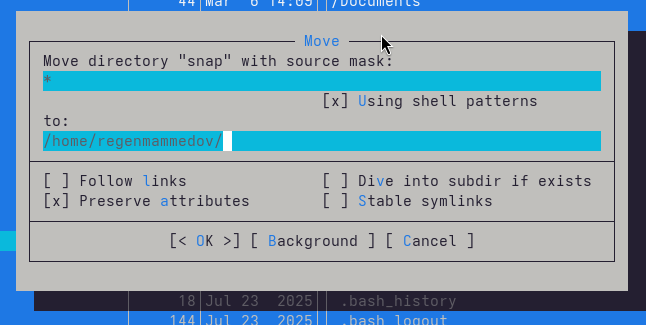 44 Mar  6 14:09 /Documents
Move
Move directory "snap" with source mask:
*
[x] Using shell patterns
to:
/home/regenmammedov/
[ ] Follow links [ ] Dive into subdir if exists
[x] Preserve attributes [ ] Stable symlinks
[< OK >] [ Background ] [ Cancel ]
18 Jul 23  2025 .bash_history
144 Jul 23  2025 .bash_logout